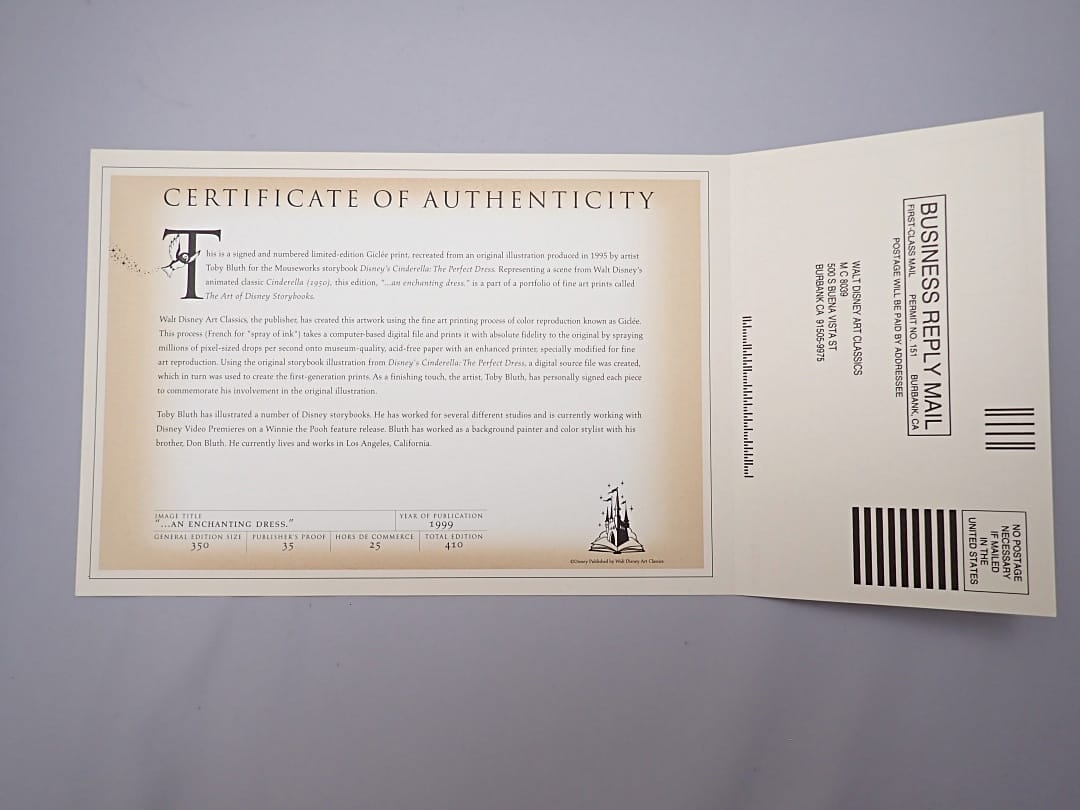 CERTIFICATE OF AUTHENTICITY
This is a signed and numbered limited-edition Giclée print, recreated from an original illustration produced in 1995 by artist
Toby Bluth for the Mouseworks storybook Disney's Cinderella: The Perfect Dress. Representing a scene from Walt Disney's
animated classic Cinderella (1950), this edition, "...an enchanting dress," is a part of a portfolio of fine art prints called
The Art of Disney Storybooks.
Walt Disney Art Classics, the publisher, has created this artwork using the fine art printing process of color reproduction known as Giclée.
This process (French for "spray of ink") takes a computer-based digital file and prints it with absolute fidelity to the original by spraying
millions of pixel-sized drops per second onto museum-quality, acid-free paper with an enhanced printer, specially modified for fine
art reproduction. Using the original storybook illustration from Disney's Cinderella: The Perfect Dress, a digital source file was created,
which in turn was used to create the first-generation prints. As a finishing touch, the artist, Toby Bluth, has personally signed each piece
to commemorate his involvement in the original illustration.
Toby Bluth has illustrated a number of Disney storybooks. He has worked for several different studios and is currently working with
Disney Video Premieres on a Winnie the Pooh feature release. Bluth has worked as a background painter and color stylist with his
brother, Don Bluth. He currently lives and works in Los Angeles, California.
IMAGE TITLE
"...AN ENCHANTING DRESS."
YEAR OF PUBLICATION
1999
GENERAL EDITION SIZE
350
PUBLISHER'S PROOF
35
HORS DE COMMERCE
25
TOTAL EDITION
410
©Disney Published by Walt Disney Art Classics
NO POSTAGE
NECESSARY
IF MAILED
IN THE
UNITED STATES
BUSINESS REPLY MAIL
FIRST-CLASS MAIL PERMIT NO. 151 BURBANK, CA
POSTAGE WILL BE PAID BY ADDRESSEE
WALT DISNEY ART CLASSICS
M C 8039
500 S BUENA VISTA ST
BURBANK CA 91505-9975